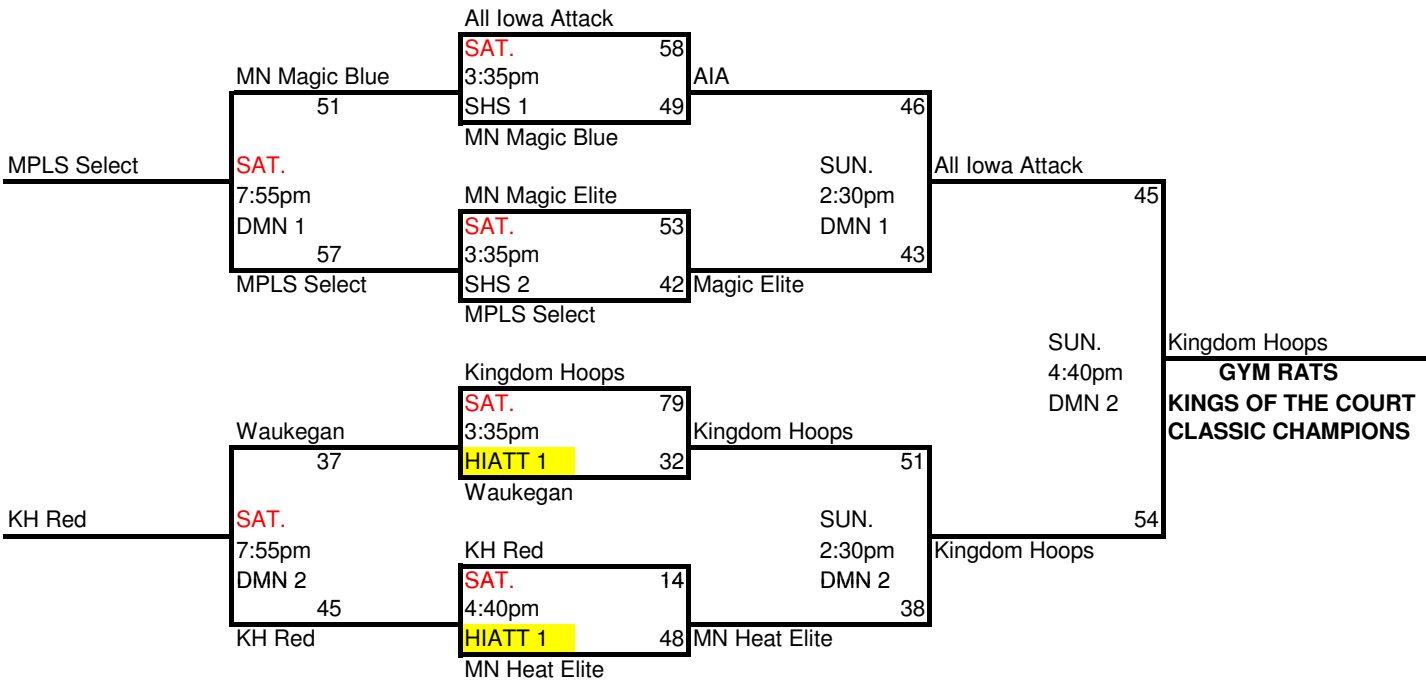 All Iowa Attack
SAT. 58
MN Magic Blue 3:35pm AIA
51 SHS 1 49 46
MN Magic Blue
MPLS Select SAT. SUN. All Iowa Attack
7:55pm MN Magic Elite 2:30pm 45
DMN 1 SAT. 53 DMN 1
57 3:35pm 43
MPLS Select SHS 2 42 Magic Elite
MPLS Select
SUN. Kingdom Hoops
Kingdom Hoops 4:40pm GYM RATS
SAT. 79 DMN 2 KINGS OF THE COURT
Waukegan 3:35pm Kingdom Hoops CLASSIC CHAMPIONS
37 HIATT 1 32 51
Waukegan
KH Red SAT. SUN. 54
7:55pm KH Red 2:30pm Kingdom Hoops
DMN 2 SAT. 14 DMN 2
45 4:40pm 38
KH Red HIATT 1 48 MN Heat Elite
MN Heat Elite